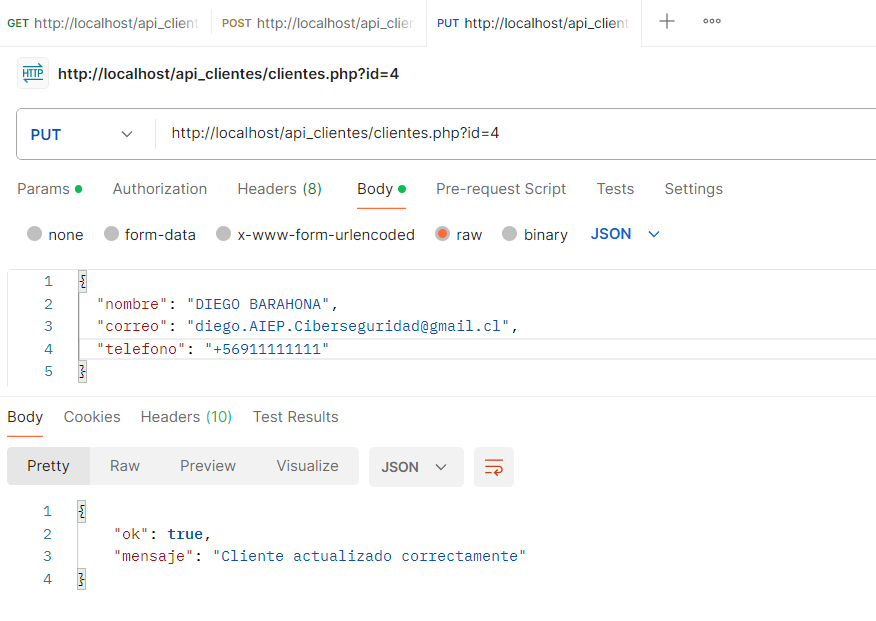 GET http://localhost/api_client POST http://localhost/api_clien PUT http://localhost/api_client
HTTP http://localhost/api_clientes/clientes.php?id=4
PUT http://localhost/api_clientes/clientes.php?id=4
Params Authorization Headers (8) Body Pre-request Script Tests Settings
none form-data x-www-form-urlencoded raw binary JSON
1 {
2 "nombre": "DIEGO BARAHONA",
3 "correo": "diego.AIEP.Ciberseguridad@gmail.cl",
4 "telefono": "+56911111111"
5 }
Body Cookies Headers (10) Test Results
Pretty Raw Preview Visualize JSON
1 {
2 "ok": true,
3 "mensaje": "Cliente actualizado correctamente"
4 }